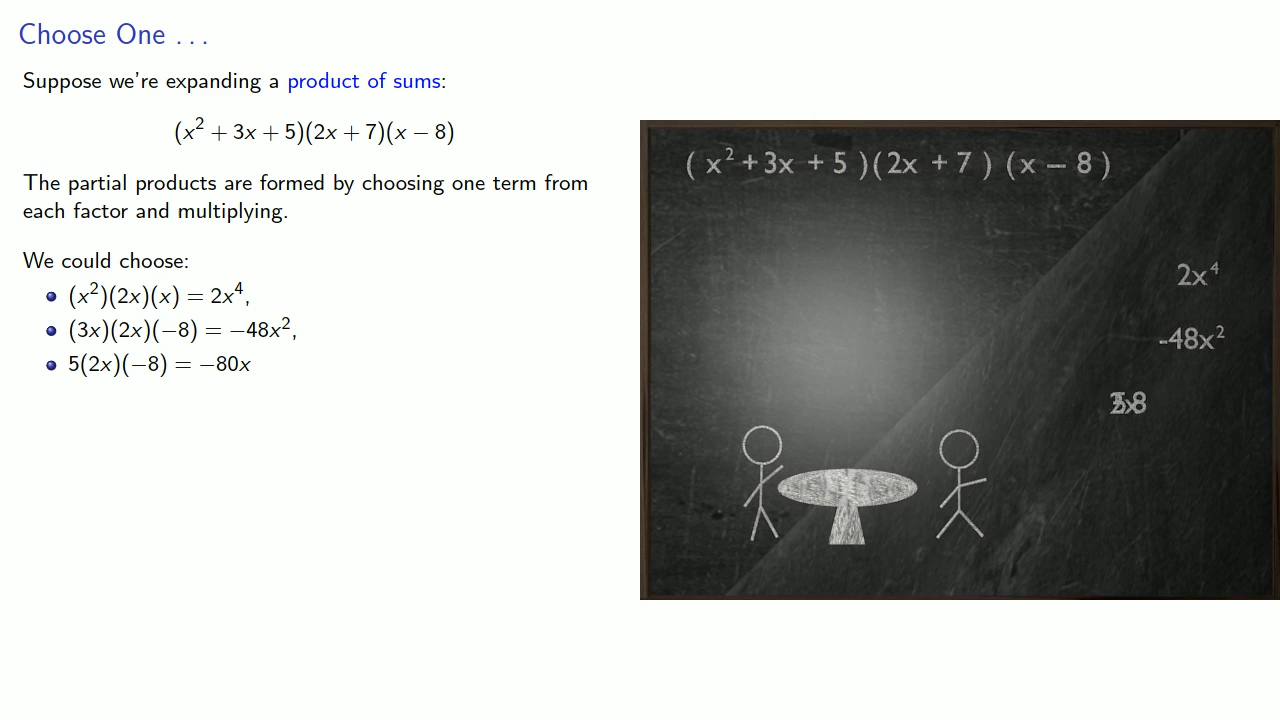 Choose One ...
Suppose we're expanding a product of sums:
(x² + 3x + 5)(2x + 7)(x − 8)
The partial products are formed by choosing one term from
each factor and multiplying.
We could choose:
(x²)(2x)(x) = 2x⁴,
(3x)(2x)(−8) = −48x²,
5(2x)(−8) = −80x
( x² + 3x + 5 )( 2x + 7 ) ( x − 8 )
2x⁴
-48x²